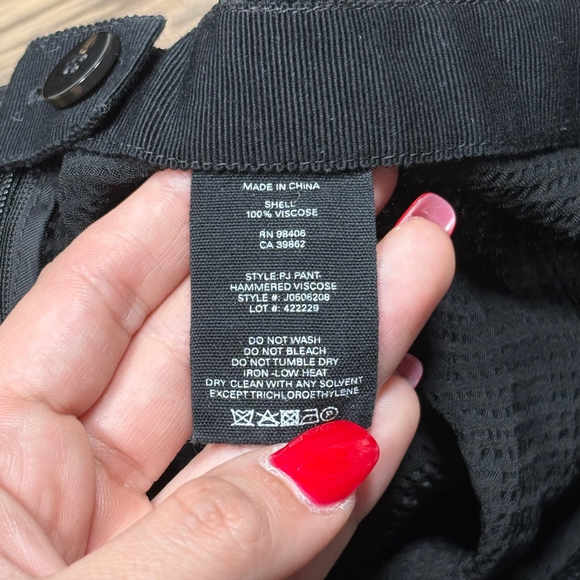 MADE IN CHINA
SHELL
100% VISCOSE
RN 98406
CA 39862
STYLE:PJ PANT-
HAMMERED VISCOSE
STYLE #: J0506208
LOT #: 422229
DO NOT WASH
DO NOT BLEACH
DO NOT TUMBLE DRY
IRON -LOW HEAT
DRY CLEAN WITH ANY SOLVENT
EXCEPT TRICHLOROETHYLENE
P